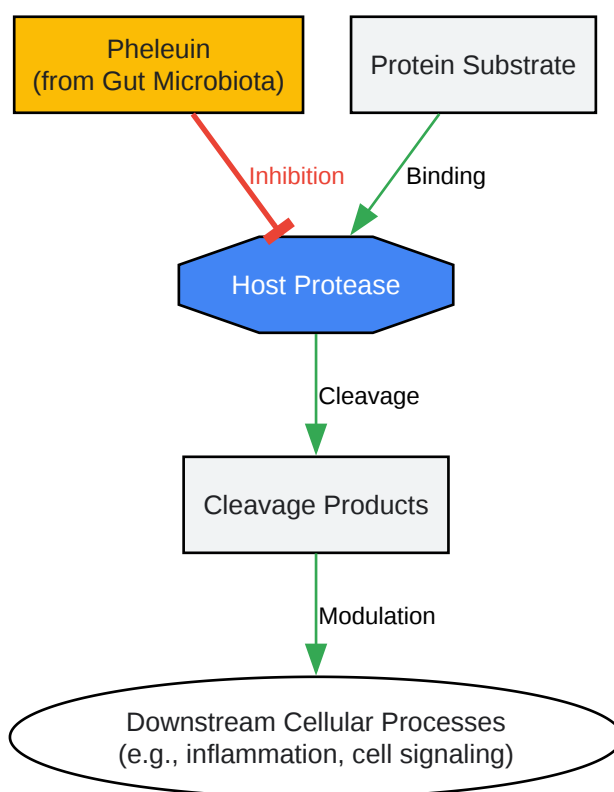 Pheleuin
(from Gut Microbiota)
Protein Substrate
Inhibition
Binding
Host Protease
Cleavage
Cleavage Products
Modulation
Downstream Cellular Processes
(e.g., inflammation, cell signaling)